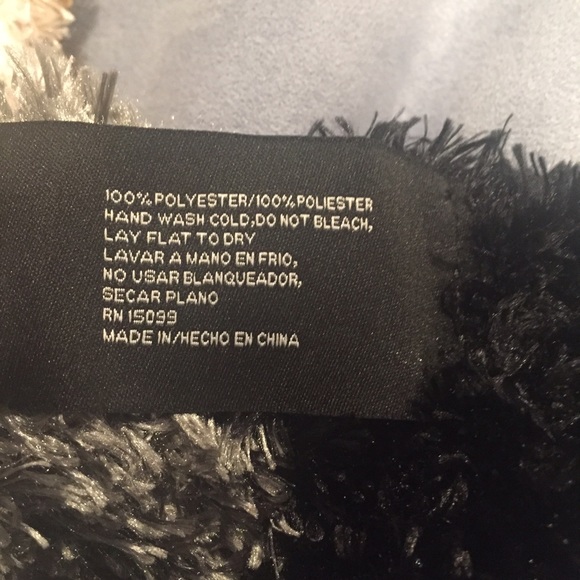 100% POLYESTER/100% POLIESTER
HAND WASH COLD,DO NOT BLEACH,
LAY FLAT TO DRY
LAVAR A MANO EN FRIO,
NO USAR BLANQUEADOR,
SECAR PLANO
RN 15099
MADE IN/HECHO EN CHINA